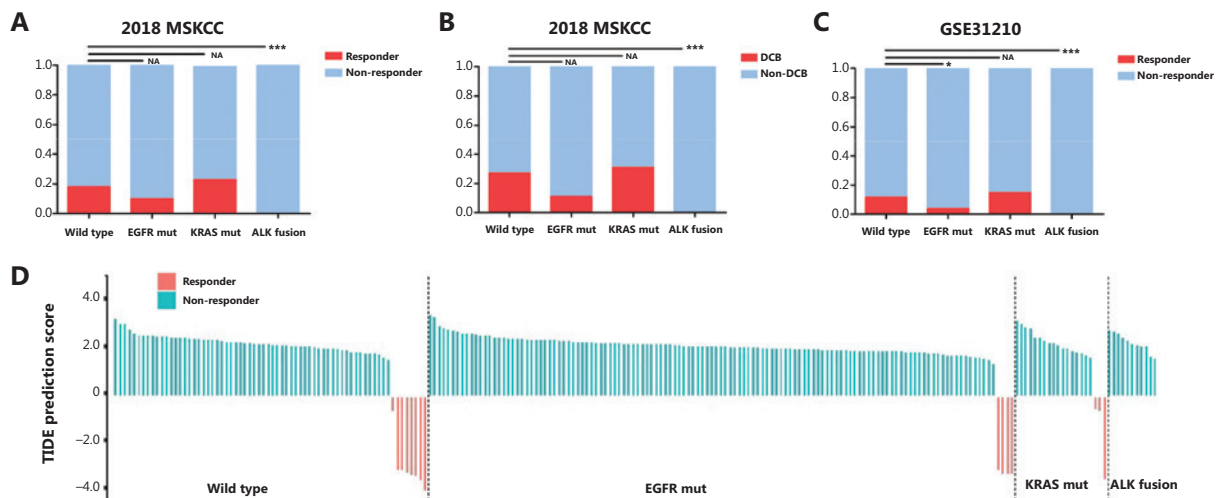 A
2018 MSKCC
***
NA
NA
Responder
Non-responder
1.0
0.8
0.6
0.4
0.2
0.0
Wild type EGFR mut KRAS mut ALK fusion
B
2018 MSKCC
***
NA
NA
DCB
Non-DCB
1.0
0.8
0.6
0.4
0.2
0.0
Wild type EGFR mut KRAS mut ALK fusion
C
GSE31210
***
NA
*
Responder
Non-responder
1.0
0.8
0.6
0.4
0.2
0.0
Wild type EGFR mut KRAS mut ALK fusion
D
Responder
Non-responder
TIDE prediction score
4.0
2.0
0
−2.0
−4.0
Wild type EGFR mut KRAS mut ALK fusion